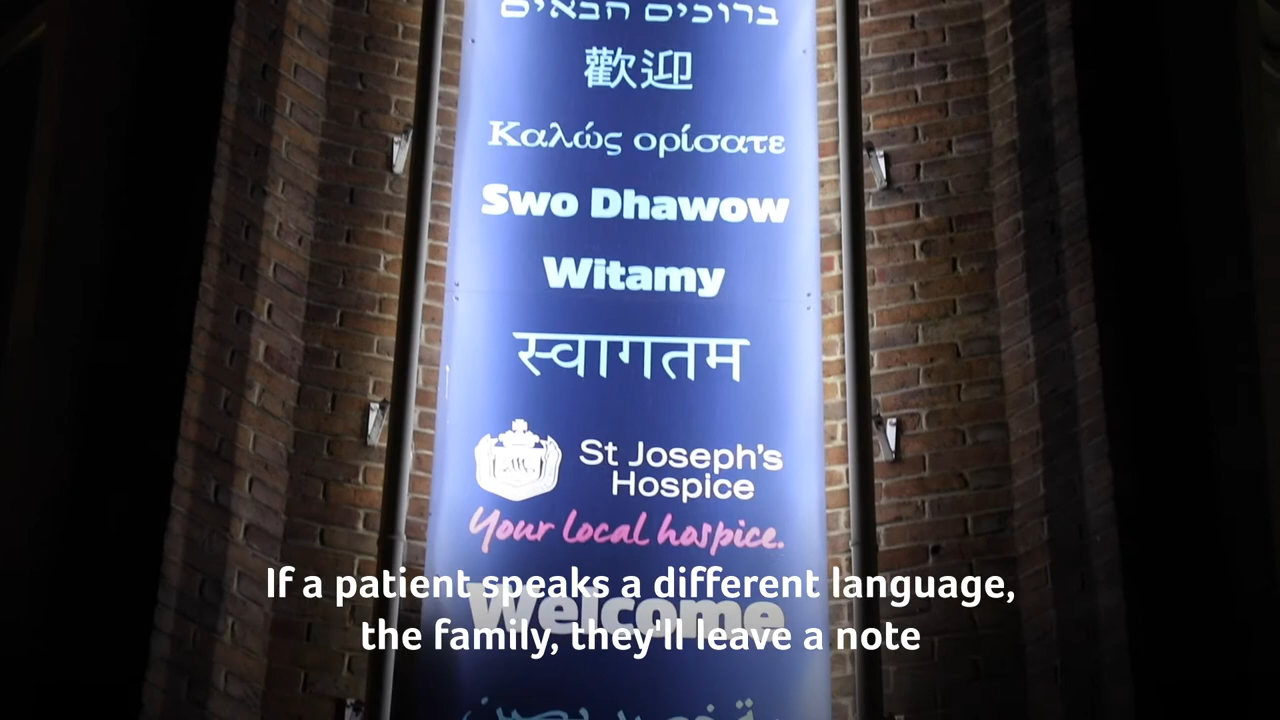 ברוכים הבאים
歡迎
Καλώς ορίσατε
Swo Dhawow
Witamy
स्वागतम
St Joseph's
Hospice
Your local hospice.
Welcome
If a patient speaks a different language,
the family, they'll leave a note